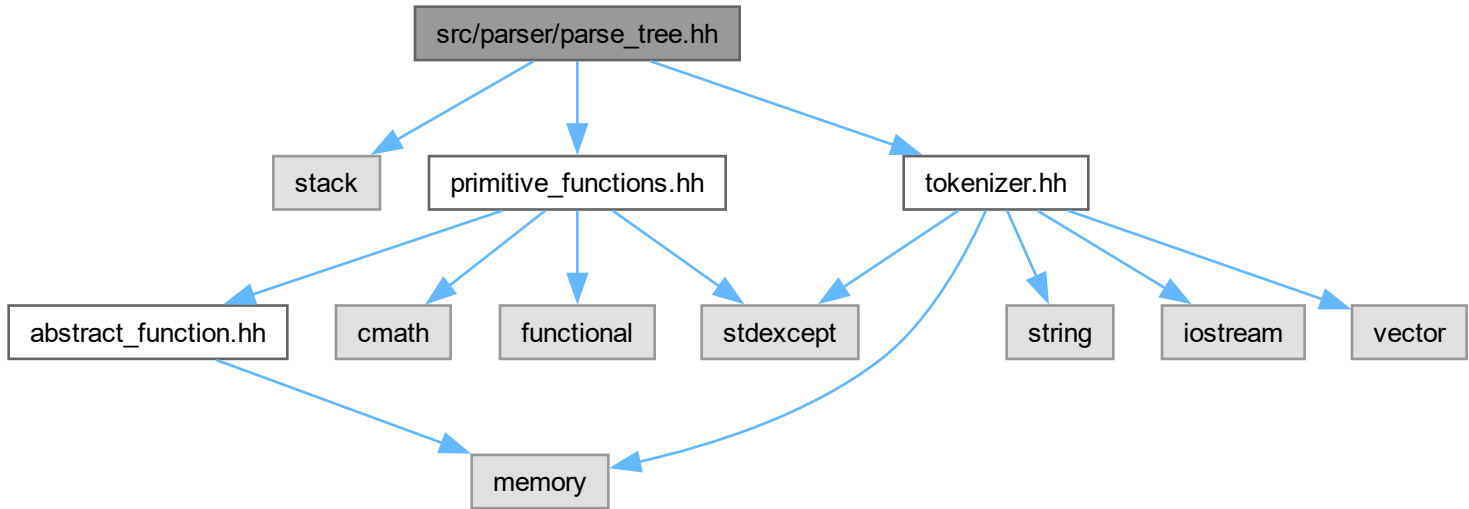 src/parser/parse_tree.hh
stack
primitive_functions.hh
tokenizer.hh
abstract_function.hh
cmath
functional
stdexcept
string
iostream
vector
memory